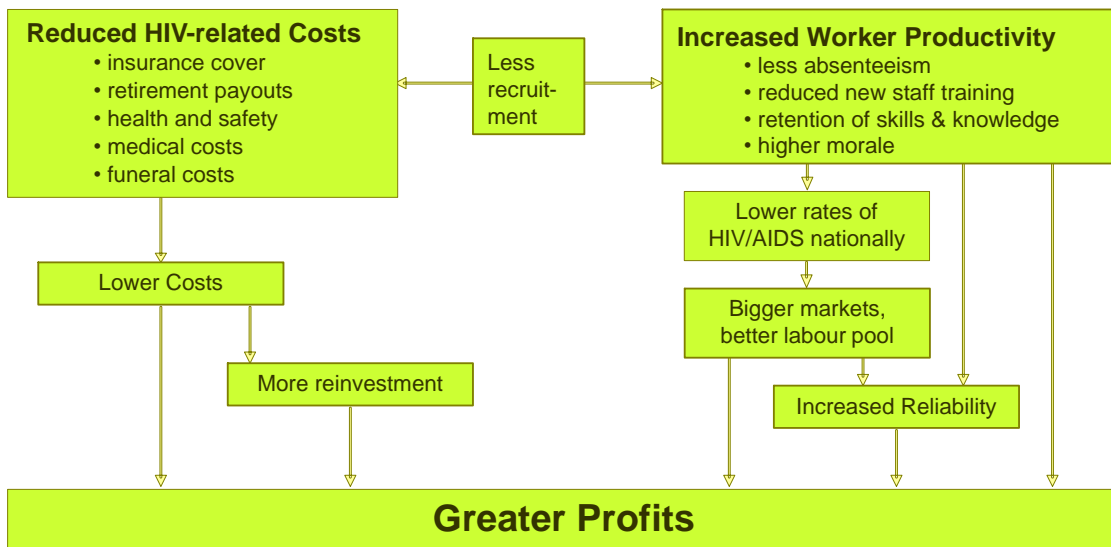 Reduced HIV-related Costs
• insurance cover
• retirement payouts
• health and safety
• medical costs
• funeral costs
Less
recruit-
ment
Increased Worker Productivity
• less absenteeism
• reduced new staff training
• retention of skills & knowledge
• higher morale
Lower rates of
HIV/AIDS nationally
Lower Costs
Bigger markets,
better labour pool
More reinvestment
Increased Reliability
Greater Profits